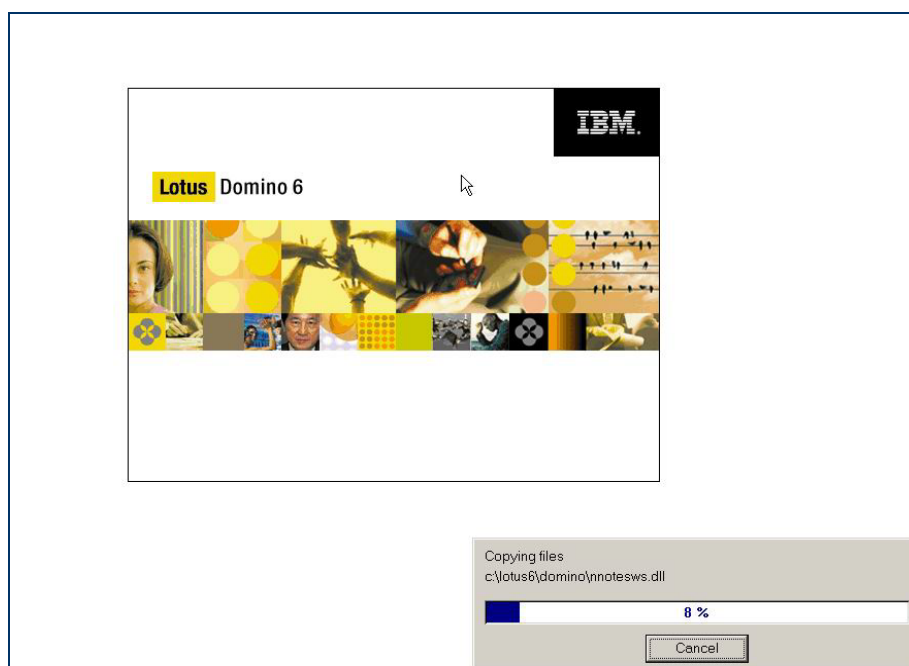 IBM.
Lotus Domino 6
Copying files
c:\lotus6\domino\nnotesws.dll
8 %
Cancel